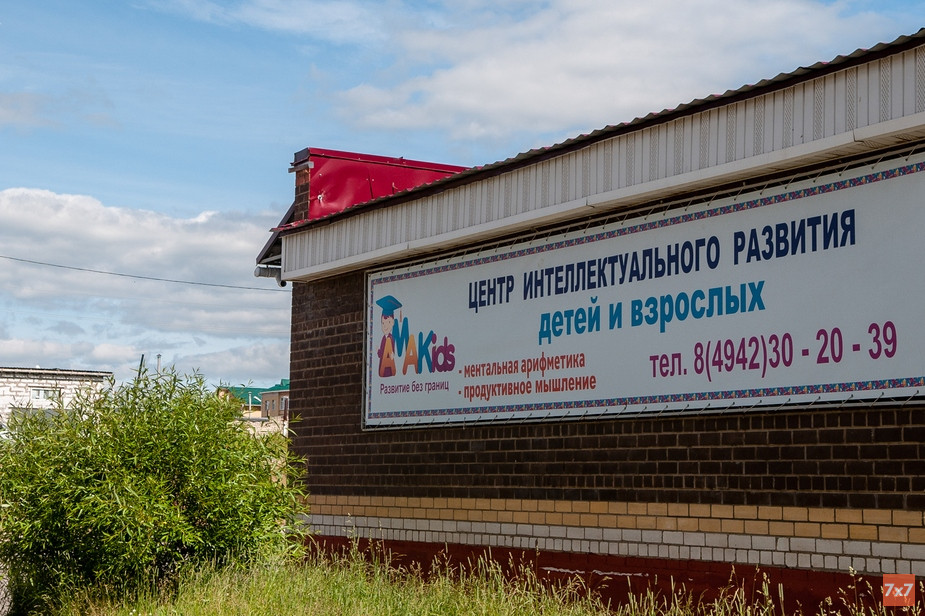 ЦЕНТР ИНТЕЛЛЕКТУАЛЬНОГО РАЗВИТИЯ
детей и взрослых
AMAKids
Развитие без границ
- ментальная арифметика
- продуктивное мышление
тел. 8(4942)30 - 20 - 39
7x7